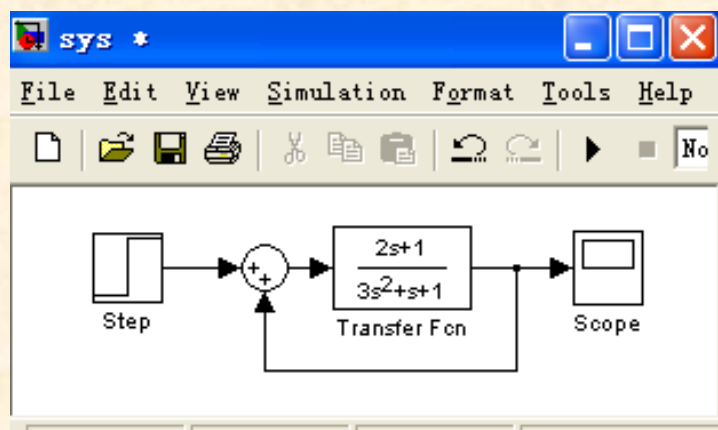 sys *
File Edit View Simulation Format Tools Help
No
2s+1
3s²+s+1
+
+
Step
Transfer Fcn
Scope